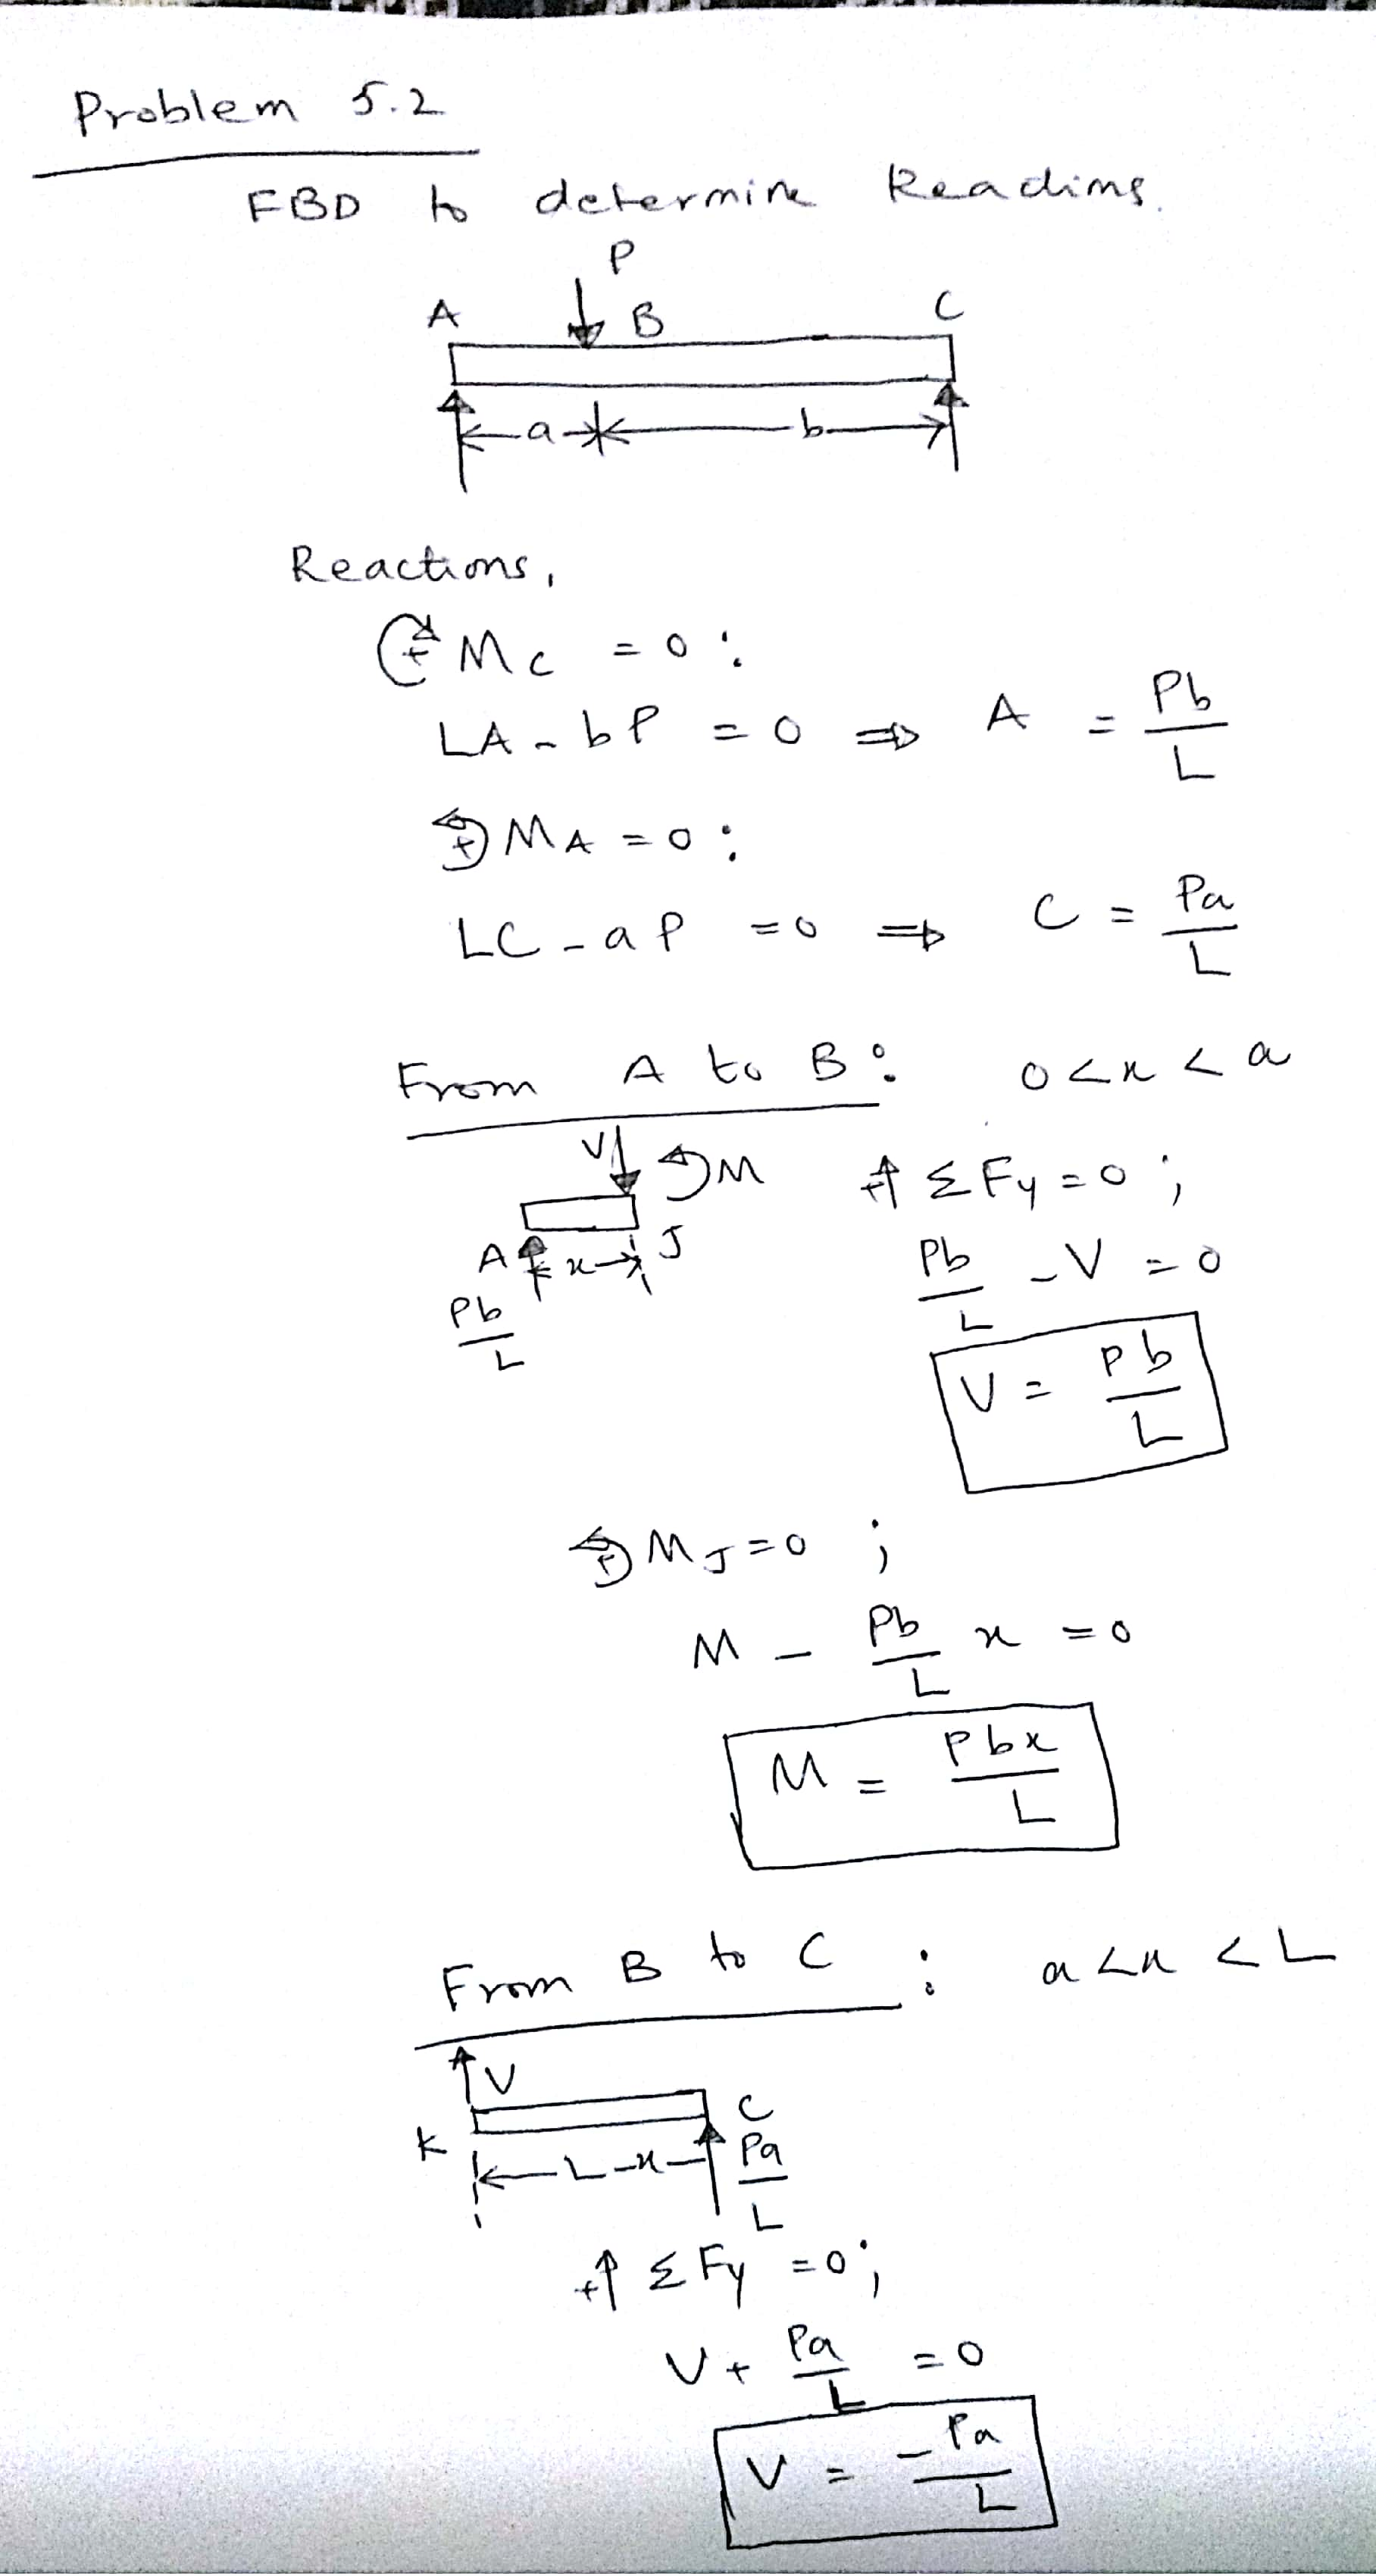 Problem 5.2
FBD to determine Readims.
P
A B C
a b
Reactions,
+ Mc = 0 :
LA - bP = 0 ⇒ A = Pb/L
+ MA = 0 :
LC - aP = 0 ⇒ C = Pa/L
From A to B : 0 < x < a
V M
A x J
Pb/L
+↑ ΣFy = 0 ;
Pb/L - V = 0
V = Pb/L
+ MJ = 0 ;
M - Pb/L x = 0
M = Pbx/L
From B to C : a < x < L
V
K C
L - x Pa/L
+↑ ΣFy = 0 ;
V + Pa/L = 0
V = -Pa/L